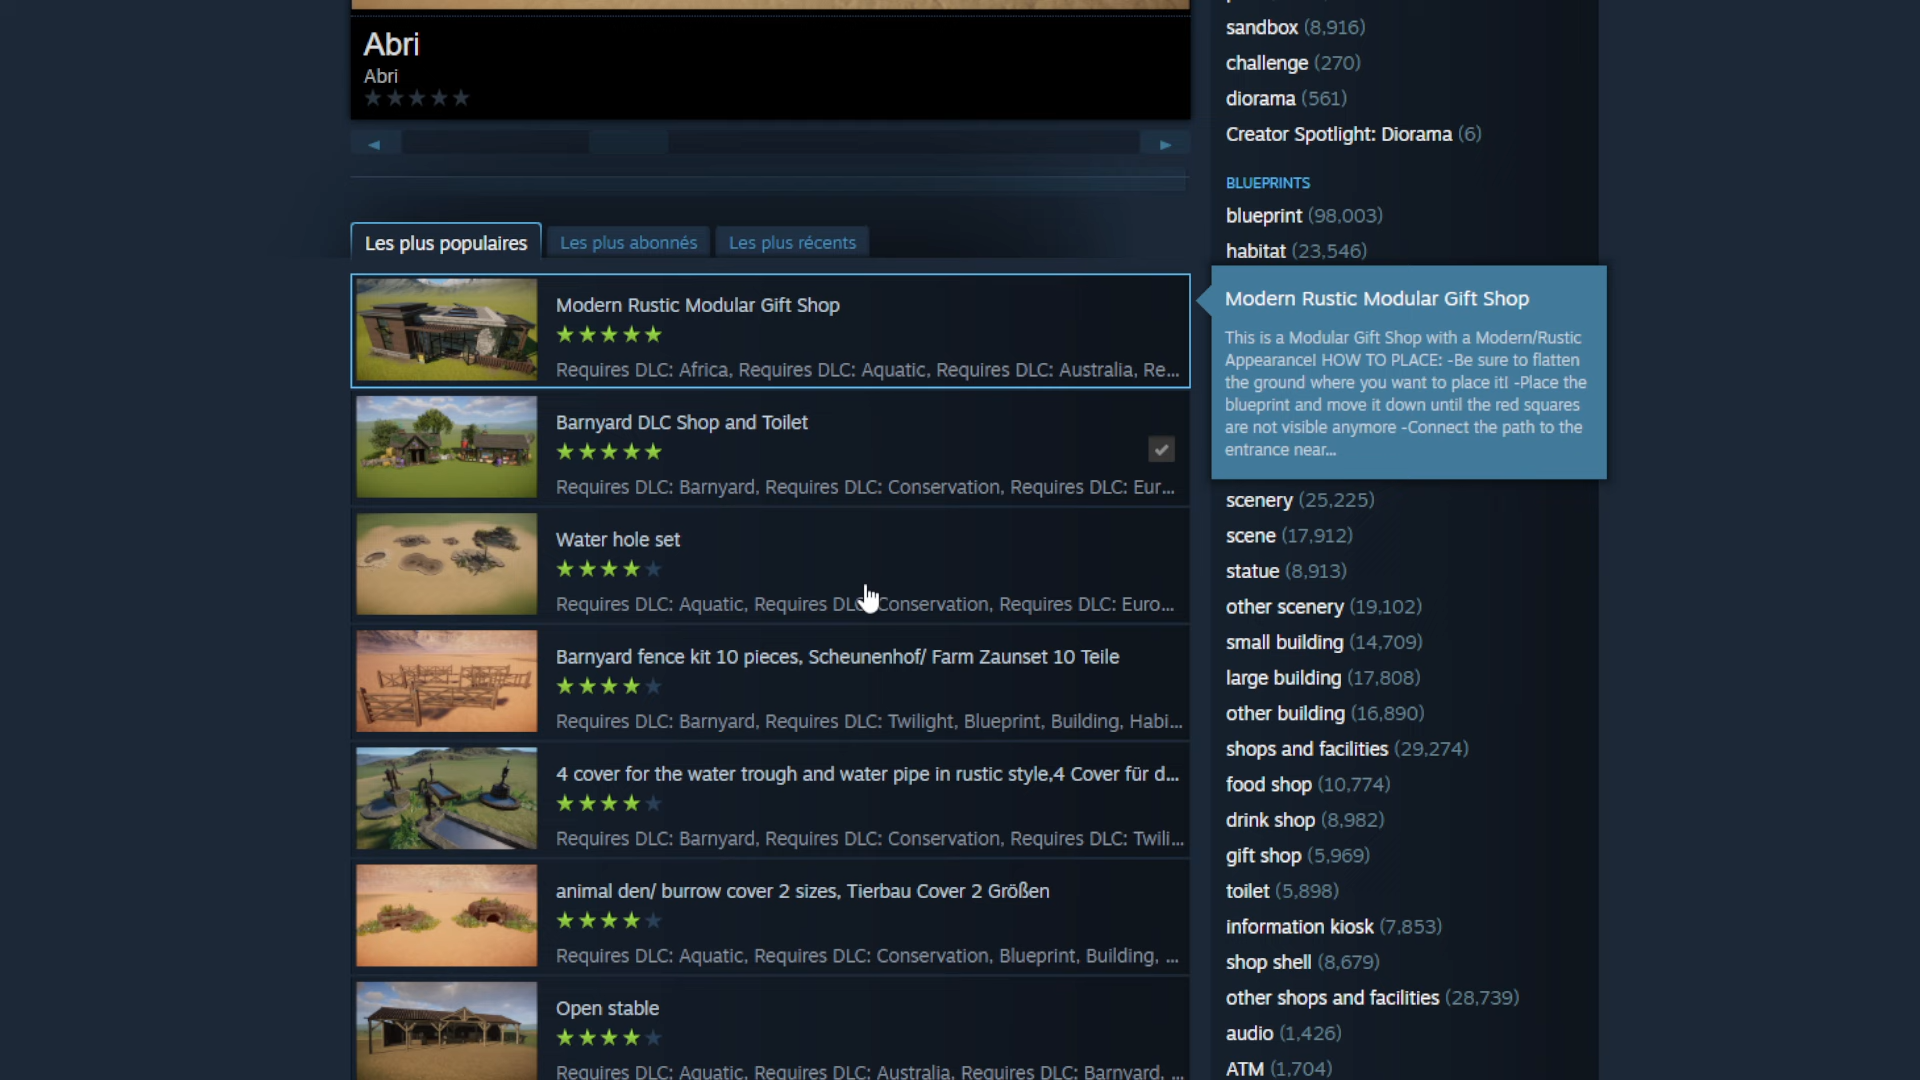 Abri
Abri
Les plus populaires
Les plus abonnés
Les plus récents
Modern Rustic Modular Gift Shop
Requires DLC: Africa, Requires DLC: Aquatic, Requires DLC: Australia, Re...
Barnyard DLC Shop and Toilet
Requires DLC: Barnyard, Requires DLC: Conservation, Requires DLC: Eur...
Water hole set
Requires DLC: Aquatic, Requires DLC: Conservation, Requires DLC: Euro...
Barnyard fence kit 10 pieces, Scheunenhof/ Farm Zaunset 10 Teile
Requires DLC: Barnyard, Requires DLC: Twilight, Blueprint, Building, Habi...
4 cover for the water trough and water pipe in rustic style,4 Cover für d...
Requires DLC: Barnyard, Requires DLC: Conservation, Requires DLC: Twili...
animal den/ burrow cover 2 sizes, Tierbau Cover 2 Größen
Requires DLC: Aquatic, Requires DLC: Conservation, Blueprint, Building, ...
Open stable
Requires DLC: Aquatic, Requires DLC: Australia, Requires DLC: Barnyard, ...
sandbox (8,916)
challenge (270)
diorama (561)
Creator Spotlight: Diorama (6)
BLUEPRINTS
blueprint (98,003)
habitat (23,546)
Modern Rustic Modular Gift Shop
This is a Modular Gift Shop with a Modern/Rustic
Appearance! HOW TO PLACE: -Be sure to flatten
the ground where you want to place it! -Place the
blueprint and move it down until the red squares
are not visible anymore -Connect the path to the
entrance near...
scenery (25,225)
scene (17,912)
statue (8,913)
other scenery (19,102)
small building (14,709)
large building (17,808)
other building (16,890)
shops and facilities (29,274)
food shop (10,774)
drink shop (8,982)
gift shop (5,969)
toilet (5,898)
information kiosk (7,853)
shop shell (8,679)
other shops and facilities (28,739)
audio (1,426)
ATM (1,704)